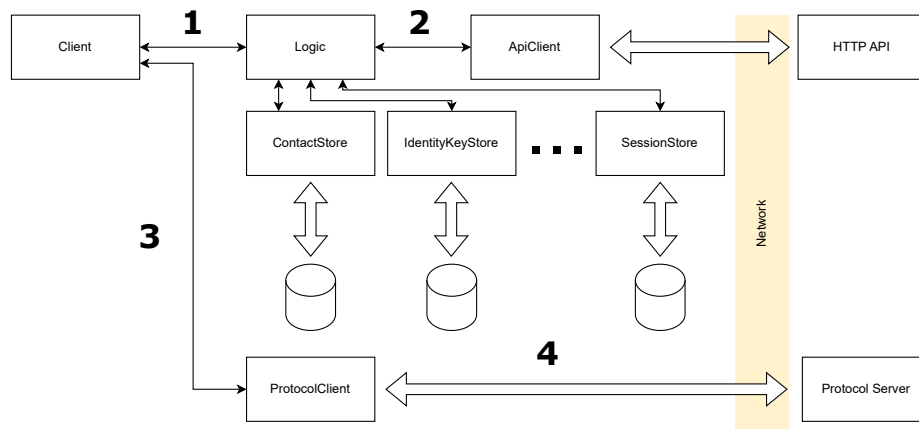 1
2
Client
Logic
ApiClient
HTTP API
ContactStore
IdentityKeyStore
SessionStore
Network
3
4
ProtocolClient
Protocol Server